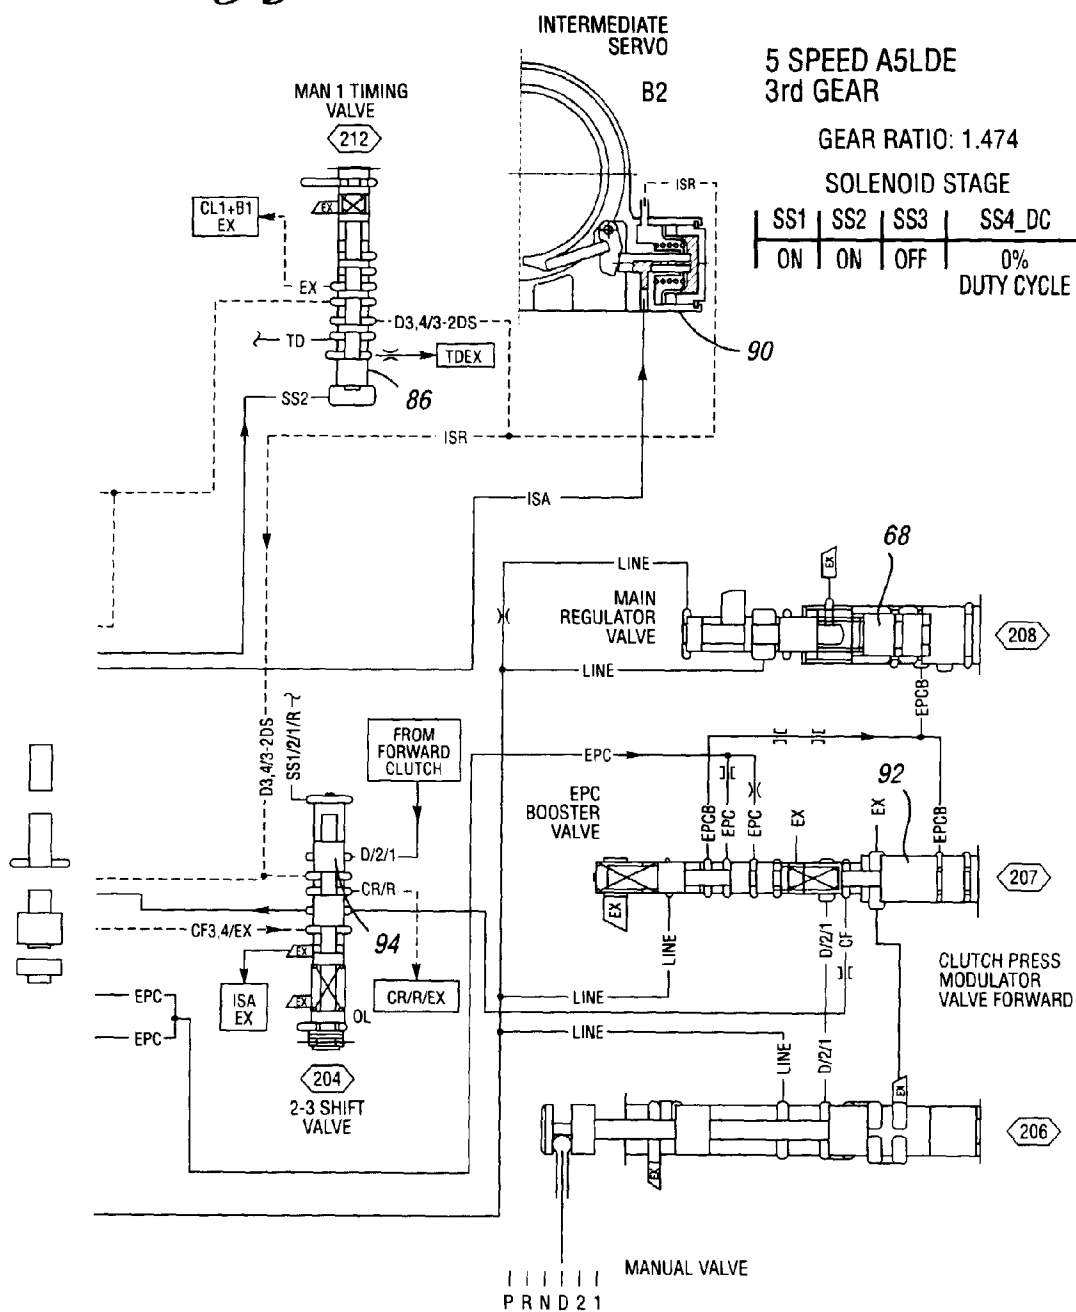 INTERMEDIATE
SERVO
B2
5 SPEED A5LDE
3rd GEAR
GEAR RATIO: 1.474
SOLENOID STAGE
SS1 SS2 SS3 SS4_DC
ON ON OFF 0%
DUTY CYCLE
MAN 1 TIMING
VALVE
212
EX
CL1+B1
EX
ISR
EX
D3,4/3-2DS
TD
TDEX
90
SS2
86
ISR
ISA
68
EX
LINE
MAIN
REGULATOR
VALVE
208
LINE
EPCB
D3,4/3-2DS
SS1/2/1/R
FROM
FORWARD
CLUTCH
EPC
92
EPC
BOOSTER
VALVE
EPCB
EPC
EPC
EX
EX
EPCB
D/2/1
CR/R
207
CF3,4/EX
94
EX
EX
LINE
D/2/1
CF
CLUTCH PRESS
MODULATOR
VALVE FORWARD
EPC
ISA
EX
EX
CR/R/EX
LINE
OL
EPC
LINE
LINE
D/2/1
204
2-3 SHIFT
VALVE
EX
206
EX
MANUAL VALVE
P R N D 2 1